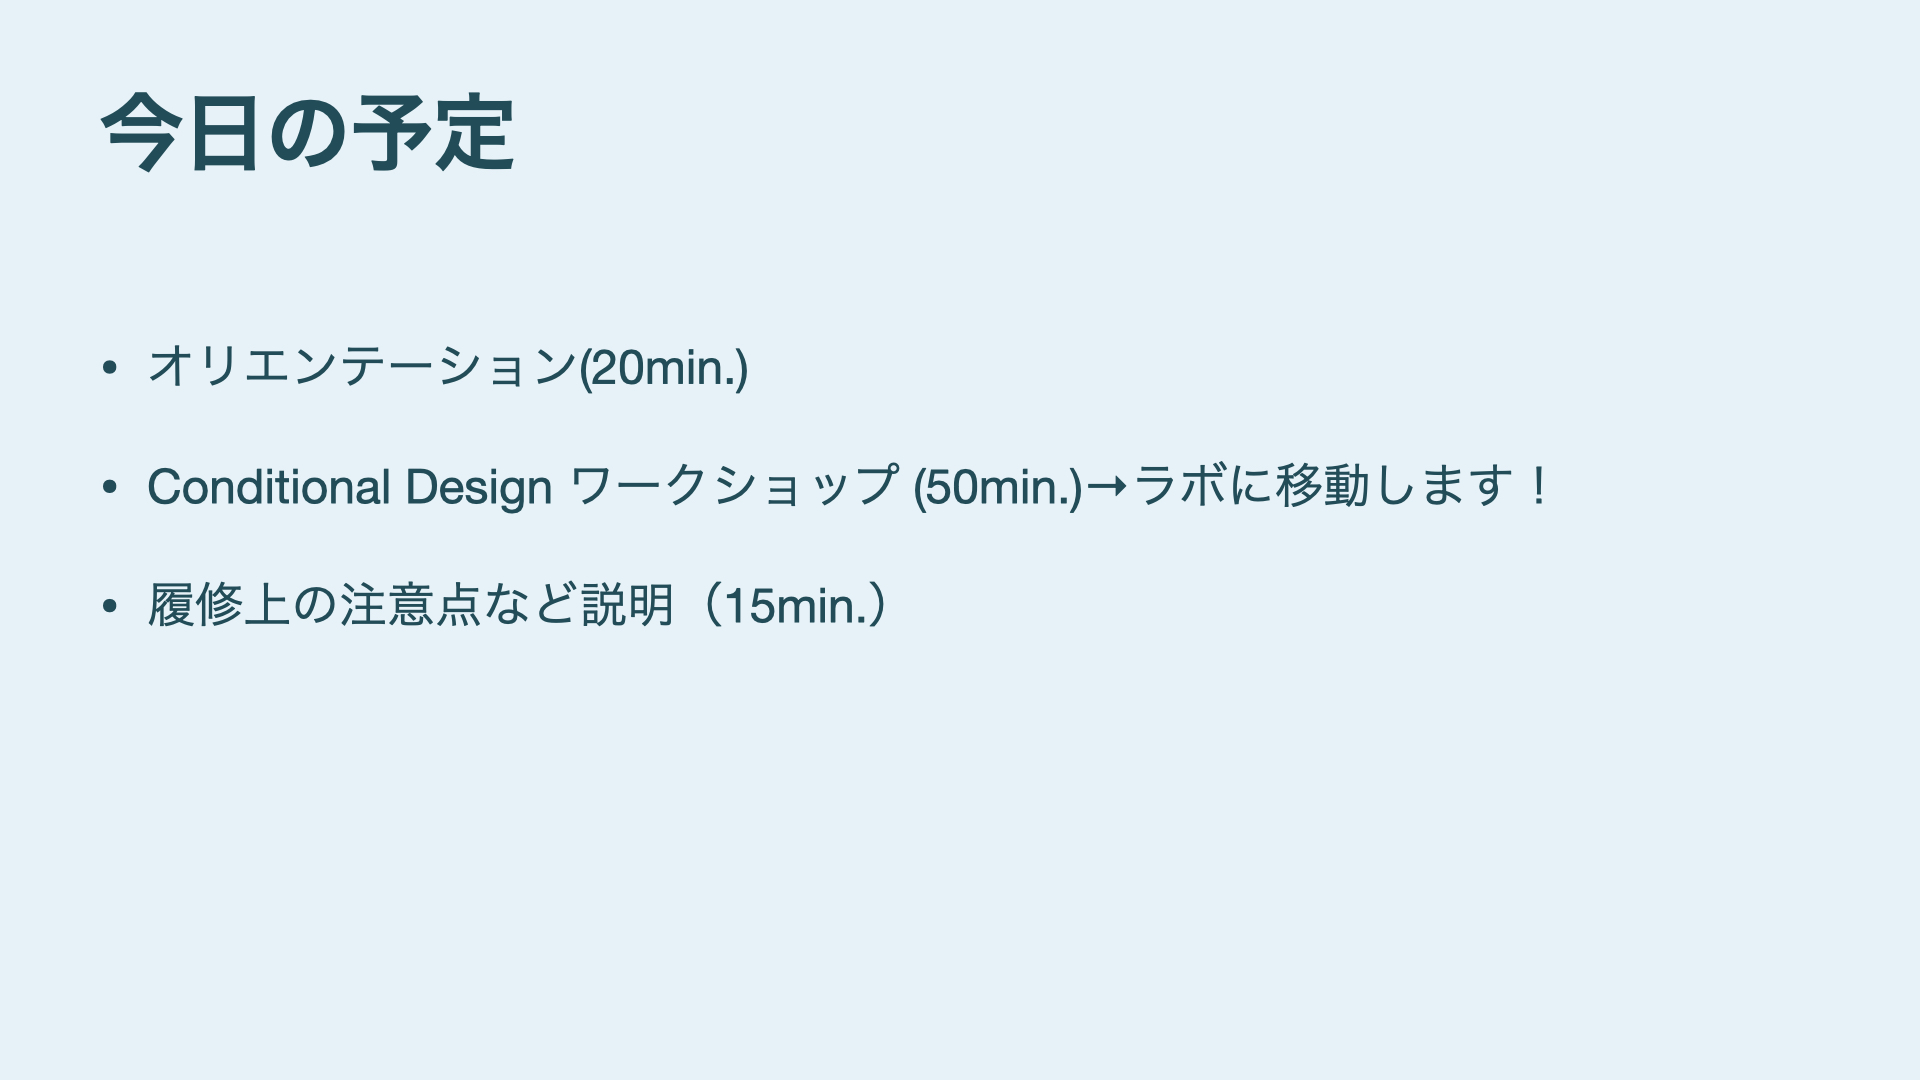 今日の予定
• オリエンテーション(20min.)
• Conditional Design ワークショップ (50min.)→ラボに移動します！
• 履修上の注意点など説明（15min.）